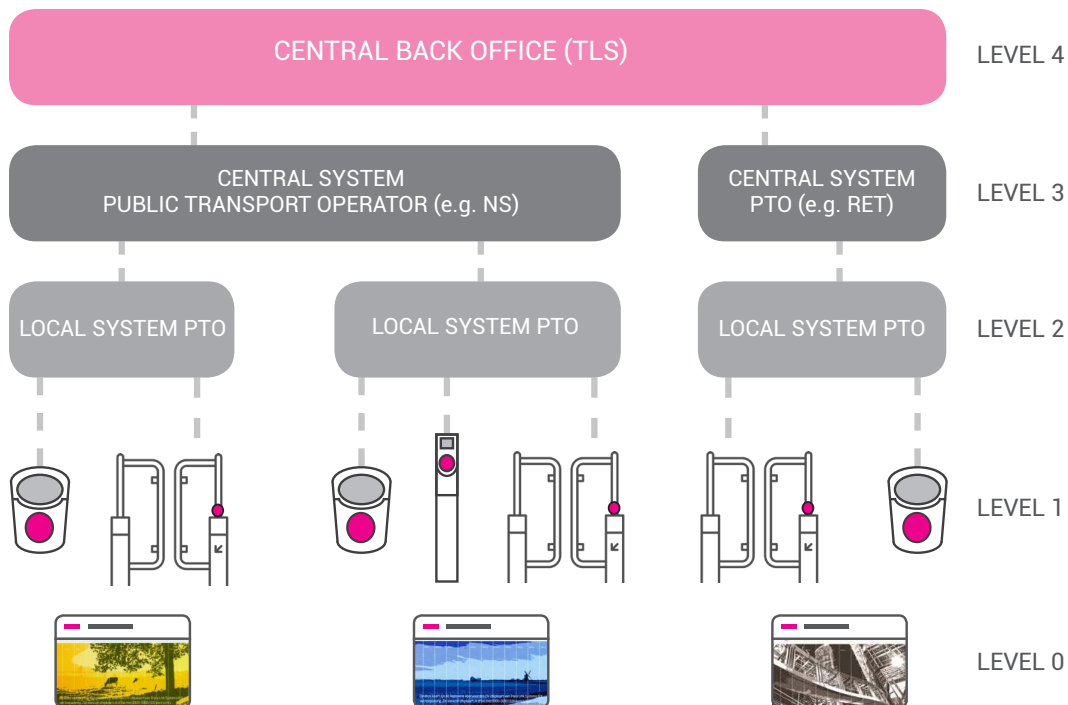 CENTRAL BACK OFFICE (TLS)
LEVEL 4
CENTRAL SYSTEM
PUBLIC TRANSPORT OPERATOR (e.g. NS)
CENTRAL SYSTEM
PTO (e.g. RET)
LEVEL 3
LOCAL SYSTEM PTO
LOCAL SYSTEM PTO
LOCAL SYSTEM PTO
LEVEL 2
LEVEL 1
LEVEL 0